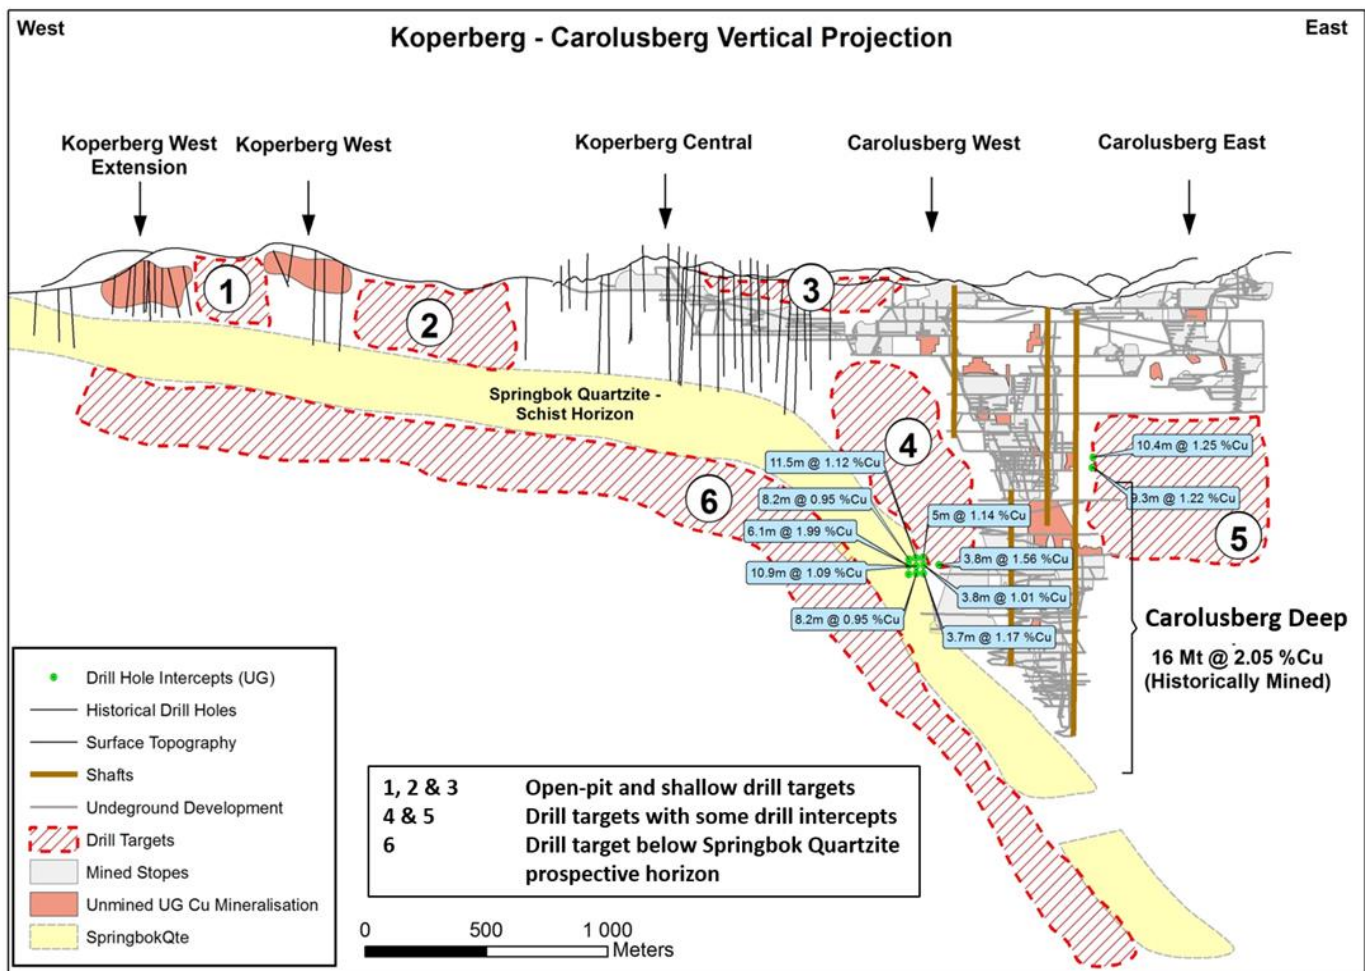 West
Koperberg - Carolusberg Vertical Projection
East
Koperberg West
Extension
Koperberg West
Koperberg Central
Carolusberg West
Carolusberg East
1
2
3
Springbok Quartzite -
Schist Horizon
4
5
6
11.5m @ 1.12 %Cu
8.2m @ 0.95 %Cu
6.1m @ 1.99 %Cu
10.9m @ 1.09 %Cu
8.2m @ 0.95 %Cu
5m @ 1.14 %Cu
3.8m @ 1.56 %Cu
3.8m @ 1.01 %Cu
3.7m @ 1.17 %Cu
10.4m @ 1.25 %Cu
9.3m @ 1.22 %Cu
Carolusberg Deep
16 Mt @ 2.05 %Cu
(Historically Mined)
Drill Hole Intercepts (UG)
Historical Drill Holes
Surface Topography
Shafts
Undeground Development
Drill Targets
Mined Stopes
Unmined UG Cu Mineralisation
SpringbokQte
1, 2 & 3 Open-pit and shallow drill targets
4 & 5 Drill targets with some drill intercepts
6 Drill target below Springbok Quartzite
prospective horizon
0 500 1 000
Meters